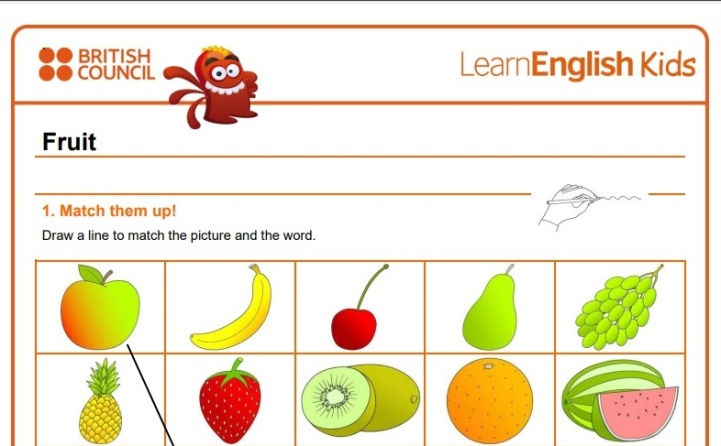 BRITISH
COUNCIL
LearnEnglish Kids
Fruit
1. Match them up!
Draw a line to match the picture and the word.